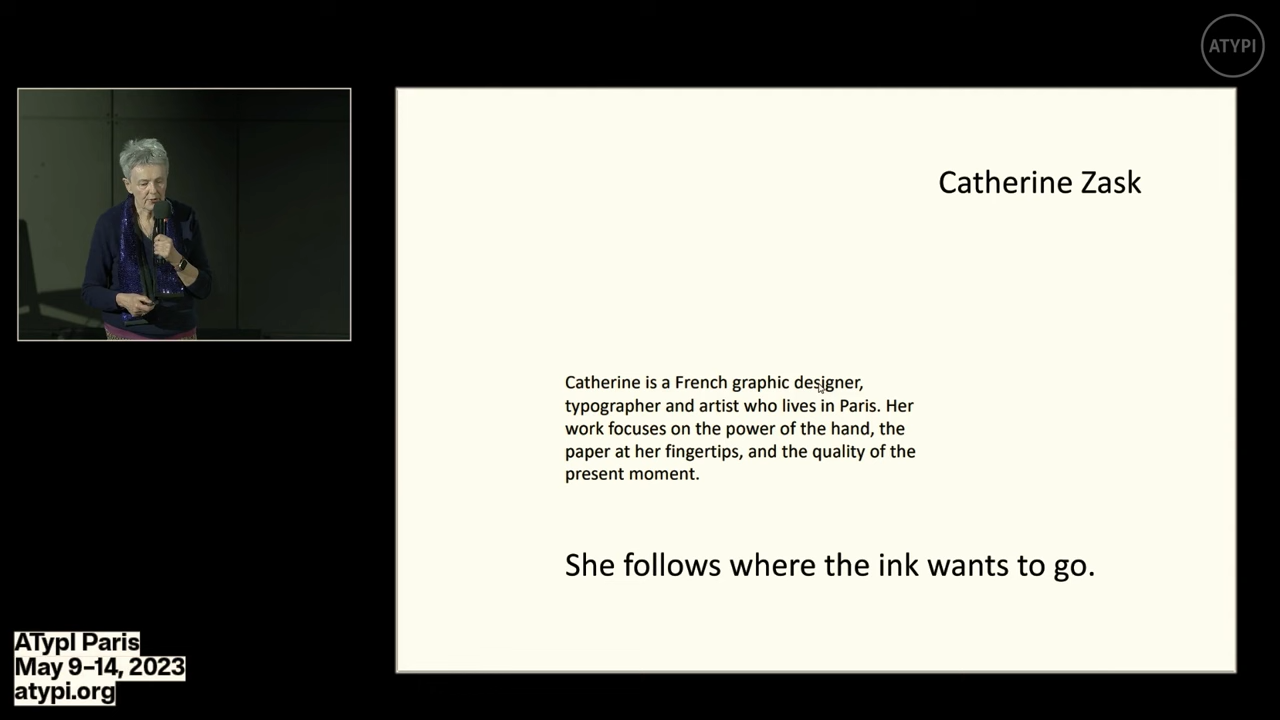 ATYPI
Catherine Zask
Catherine is a French graphic designer,
typographer and artist who lives in Paris. Her
work focuses on the power of the hand, the
paper at her fingertips, and the quality of the
present moment.
She follows where the ink wants to go.
ATypI Paris
May 9–14, 2023
atypi.org